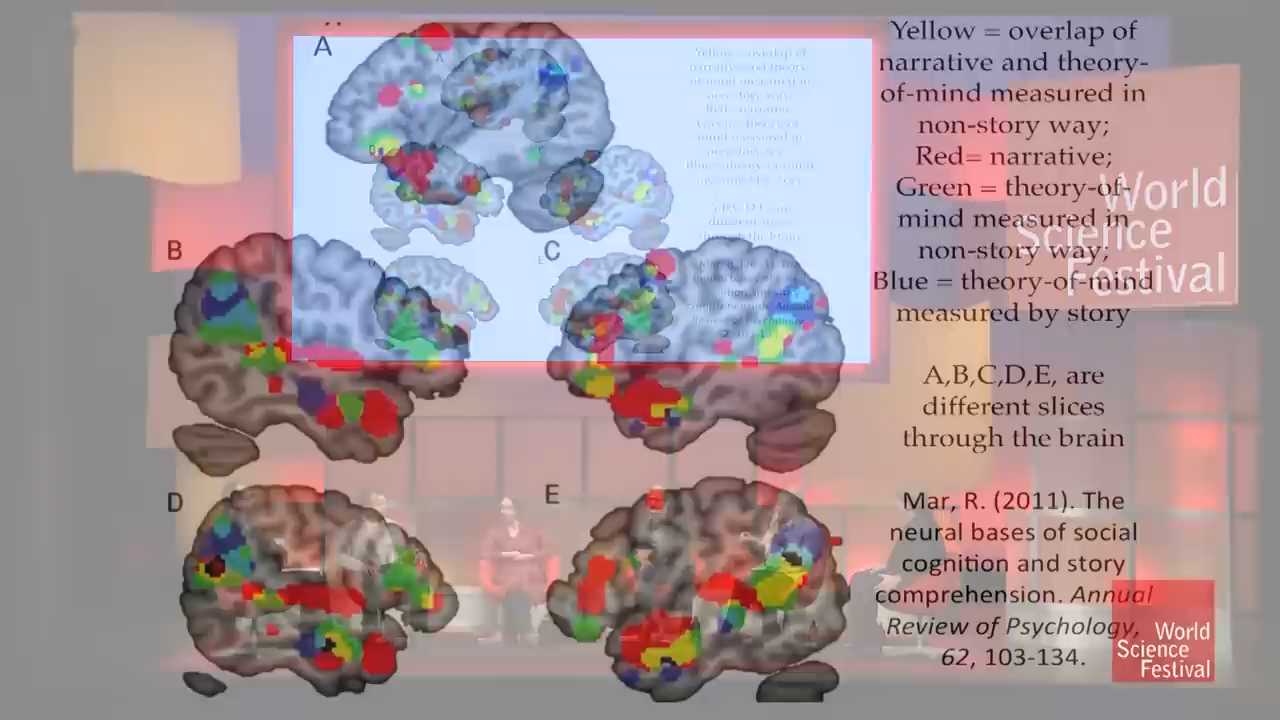 A
Yellow = overlap of
narrative and theory-
of-mind measured in
non-story way;
Red= narrative;
Green = theory-of-
mind measured in
non-story way;
Blue = theory-of-mind
measured by story
A,B,C,D,E, are
different slices
through the brain
Mar, R. (2011). The
neural bases of social
cognition and story
comprehension. Annual
Review of Psychology,
62, 103-134.
B
C
D
E
World
Science
Festival
World
Science
Festival